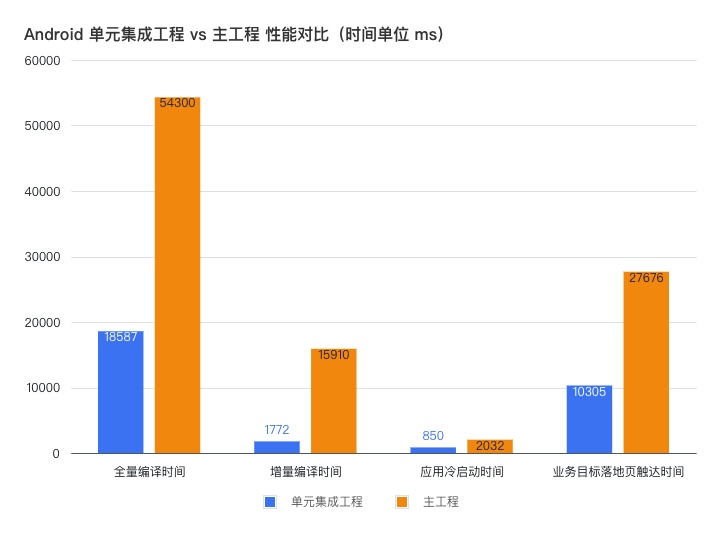 Android 单元集成工程 vs 主工程 性能对比（时间单位 ms）
60000
50000
40000
30000
20000
10000
0
18587
54300
1772
15910
850
2032
10305
27676
全量编译时间
增量编译时间
应用冷启动时间
业务目标落地页触达时间
单元集成工程
主工程